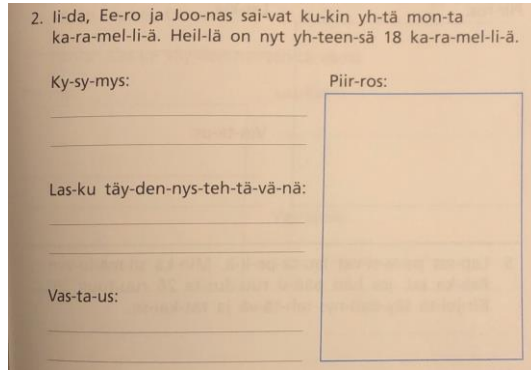 2. Ii-da, Ee-ro ja Joo-nas sai-vat ku-kin yh-tä mon-ta
ka-ra-mel-li-ä. Heil-lä on nyt yh-teen-sä 18 ka-ra-mel-li-ä.
Ky-sy-mys:
Piir-ros:
Las-ku täy-den-nys-teh-tä-vä-nä:
Vas-ta-us: